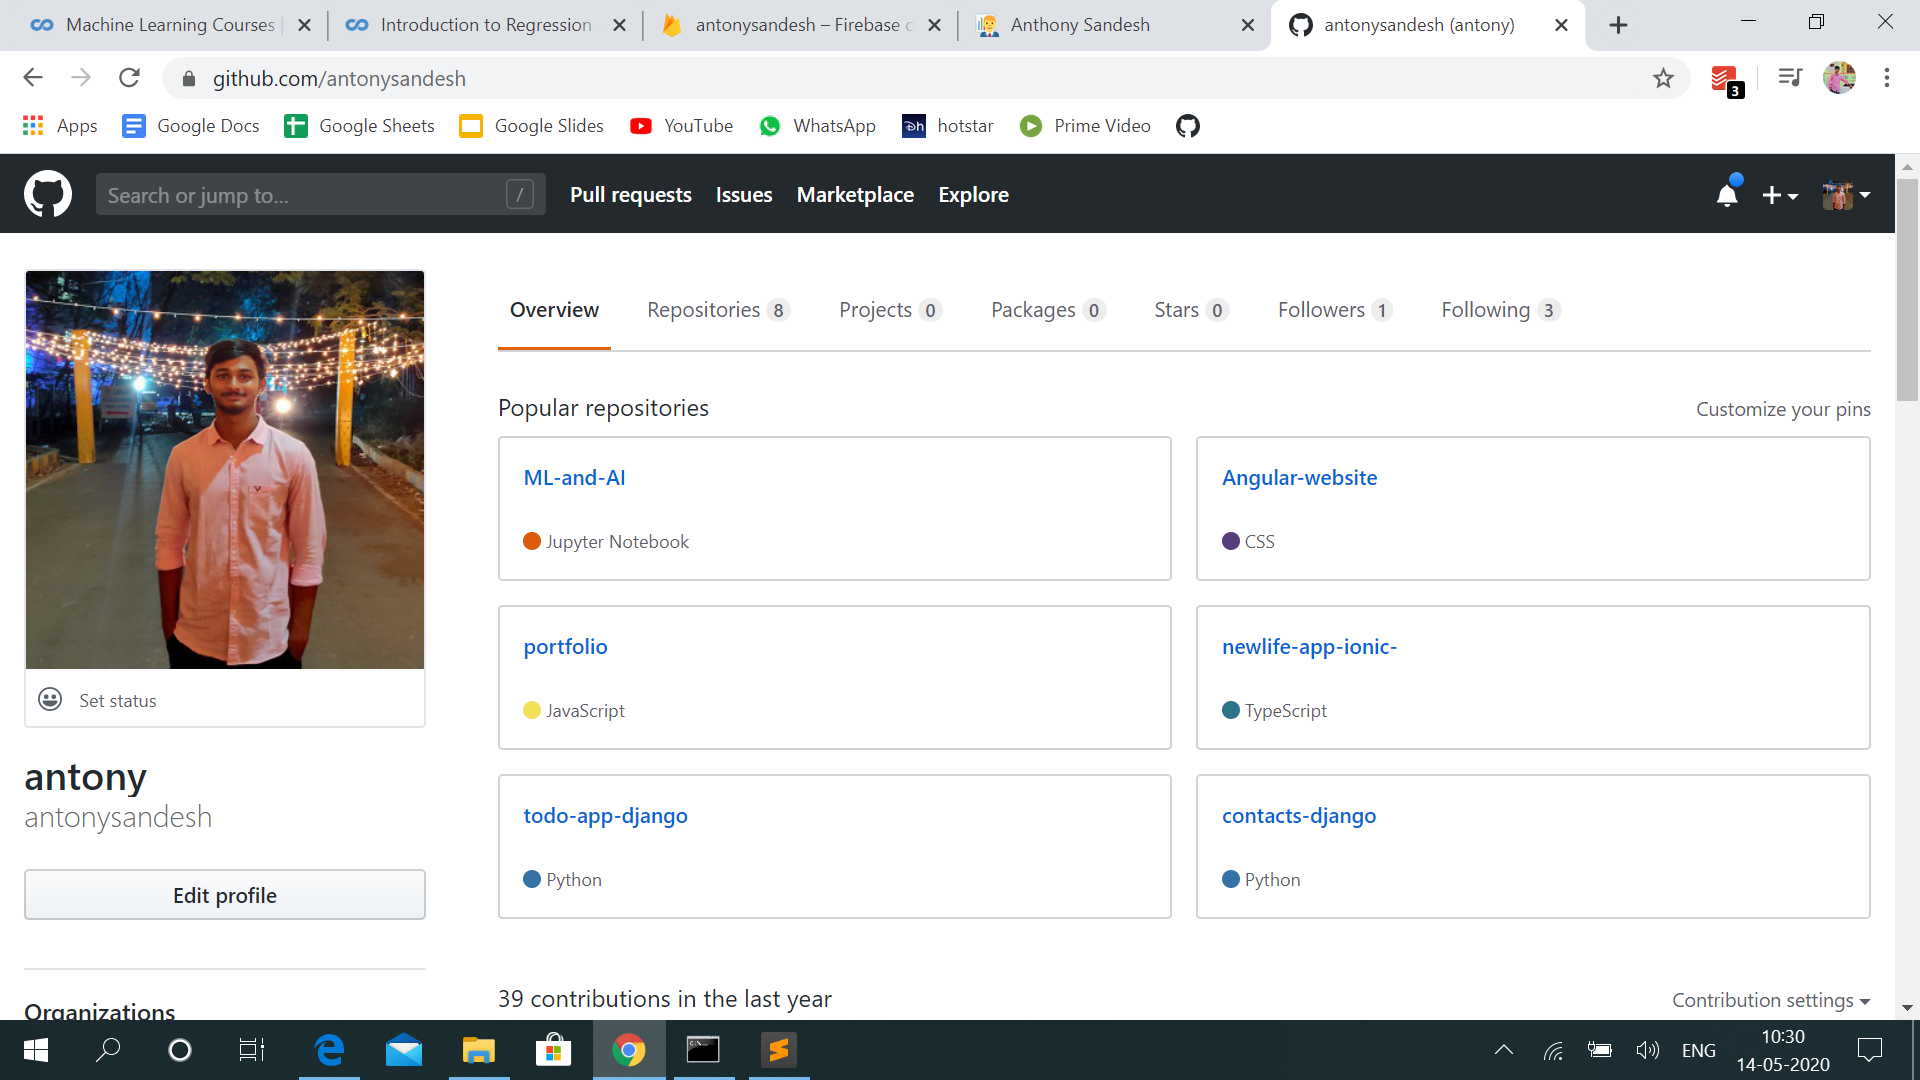 Machine Learning Courses |
Introduction to Regression
antonysandesh – Firebase c
Anthony Sandesh
antonysandesh (antony)
github.com/antonysandesh
3
Apps
Google Docs
Google Sheets
Google Slides
YouTube
WhatsApp
hotstar
Prime Video
Search or jump to... /
Pull requests
Issues
Marketplace
Explore
Overview
Repositories 8
Projects 0
Packages 0
Stars 0
Followers 1
Following 3
Popular repositories
Customize your pins
ML-and-AI
Jupyter Notebook
Angular-website
CSS
portfolio
JavaScript
newlife-app-ionic-
TypeScript
todo-app-django
Python
contacts-django
Python
Set status
antony
antonysandesh
Edit profile
Organizations
39 contributions in the last year
Contribution settings
ENG
10:30
14-05-2020